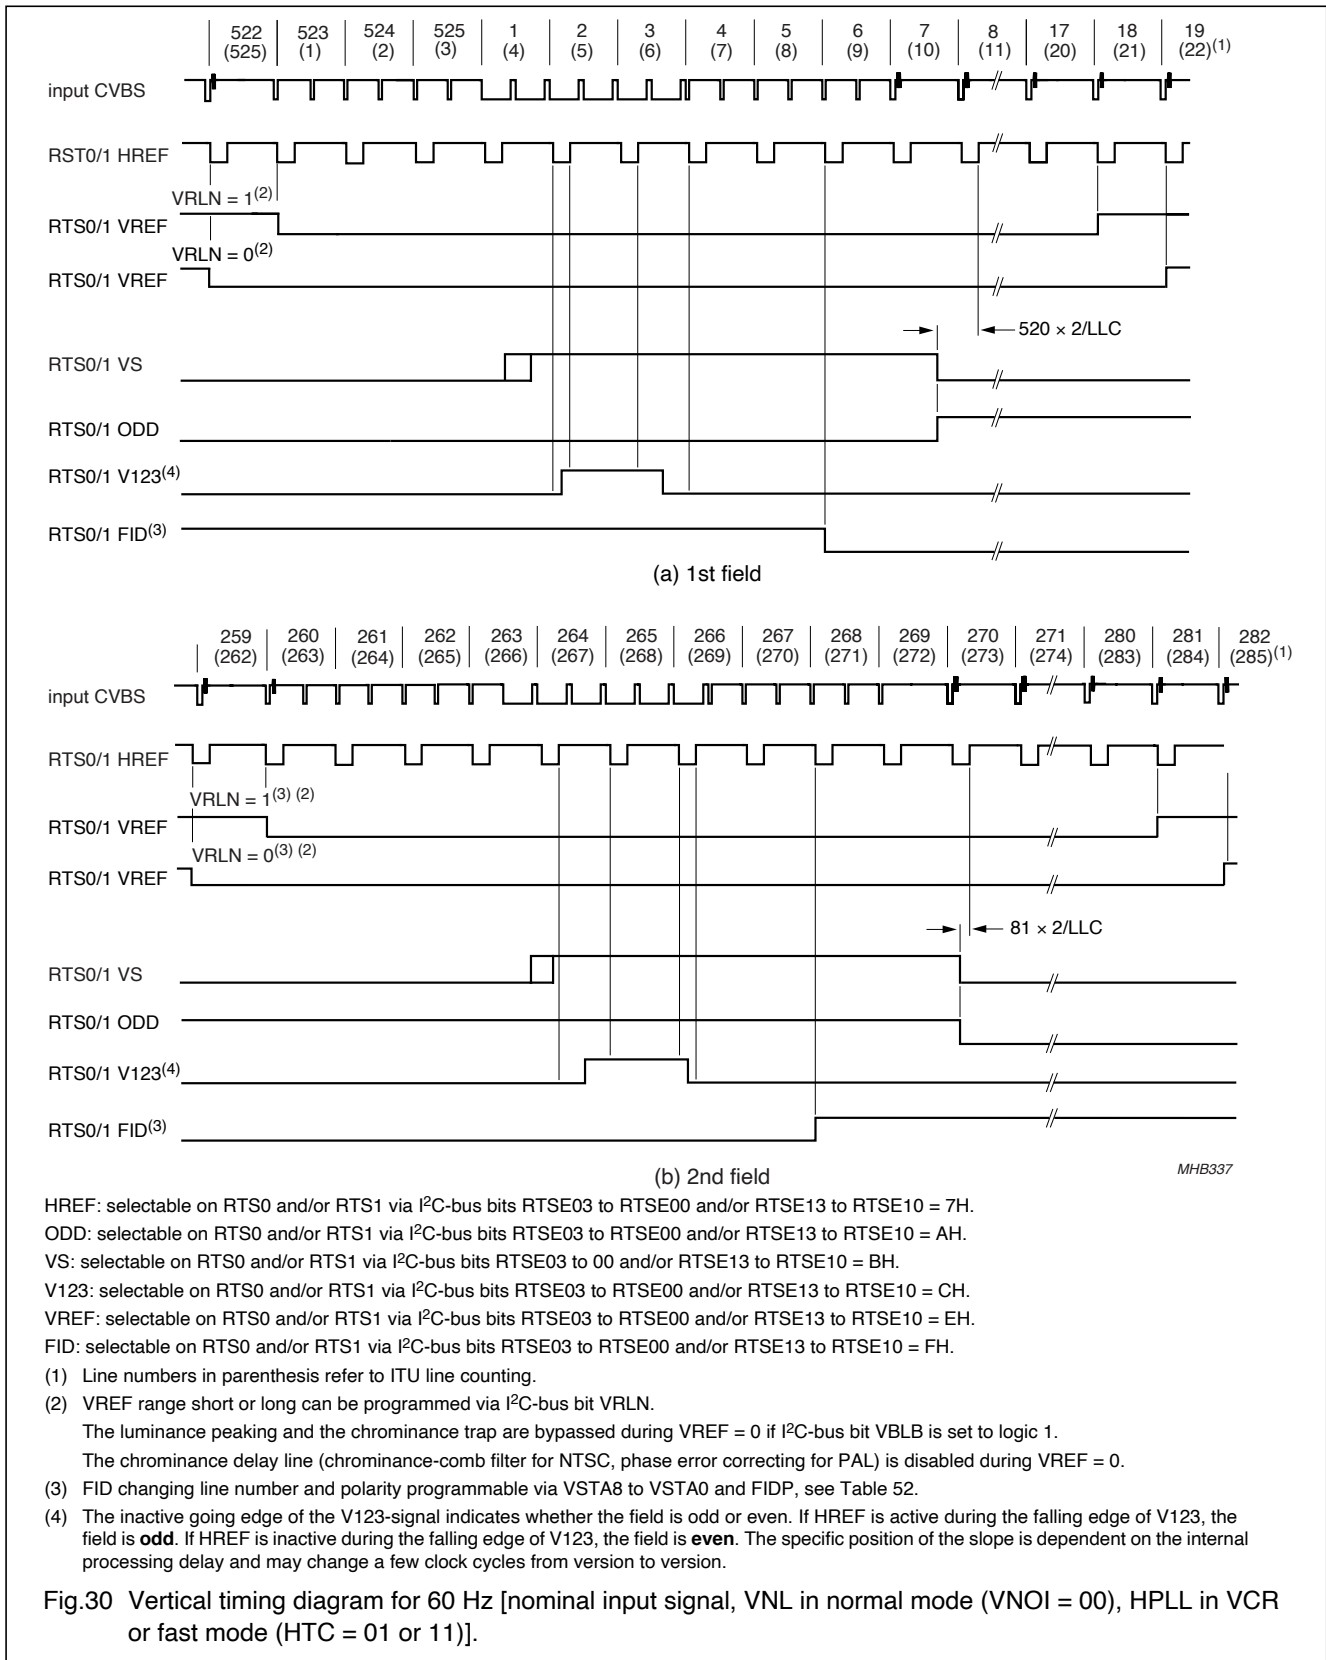 522 523 524 525 1 2 3 4 5 6 7 8 17 18 19
(525) (1) (2) (3) (4) (5) (6) (7) (8) (9) (10) (11) (20) (21) (22)(1)
input CVBS
RST0/1 HREF
VRLN = 1(2)
RTS0/1 VREF
VRLN = 0(2)
RTS0/1 VREF
520 × 2/LLC
RTS0/1 VS
RTS0/1 ODD
RTS0/1 V123(4)
RTS0/1 FID(3)
(a) 1st field
259 260 261 262 263 264 265 266 267 268 269 270 271 280 281 282
(262) (263) (264) (265) (266) (267) (268) (269) (270) (271) (272) (273) (274) (283) (284) (285)(1)
input CVBS
RTS0/1 HREF
VRLN = 1(3) (2)
RTS0/1 VREF
VRLN = 0(3) (2)
RTS0/1 VREF
81 × 2/LLC
RTS0/1 VS
RTS0/1 ODD
RTS0/1 V123(4)
RTS0/1 FID(3)
(b) 2nd field
MHB337
HREF: selectable on RTS0 and/or RTS1 via I2C-bus bits RTSE03 to RTSE00 and/or RTSE13 to RTSE10 = 7H.
ODD: selectable on RTS0 and/or RTS1 via I2C-bus bits RTSE03 to RTSE00 and/or RTSE13 to RTSE10 = AH.
VS: selectable on RTS0 and/or RTS1 via I2C-bus bits RTSE03 to 00 and/or RTSE13 to RTSE10 = BH.
V123: selectable on RTS0 and/or RTS1 via I2C-bus bits RTSE03 to RTSE00 and/or RTSE13 to RTSE10 = CH.
VREF: selectable on RTS0 and/or RTS1 via I2C-bus bits RTSE03 to RTSE00 and/or RTSE13 to RTSE10 = EH.
FID: selectable on RTS0 and/or RTS1 via I2C-bus bits RTSE03 to RTSE00 and/or RTSE13 to RTSE10 = FH.
(1) Line numbers in parenthesis refer to ITU line counting.
(2) VREF range short or long can be programmed via I2C-bus bit VRLN.
The luminance peaking and the chrominance trap are bypassed during VREF = 0 if I2C-bus bit VBLB is set to logic 1.
The chrominance delay line (chrominance-comb filter for NTSC, phase error correcting for PAL) is disabled during VREF = 0.
(3) FID changing line number and polarity programmable via VSTA8 to VSTA0 and FIDP, see Table 52.
(4) The inactive going edge of the V123-signal indicates whether the field is odd or even. If HREF is active during the falling edge of V123, the
field is odd. If HREF is inactive during the falling edge of V123, the field is even. The specific position of the slope is dependent on the internal
processing delay and may change a few clock cycles from version to version.
Fig.30 Vertical timing diagram for 60 Hz [nominal input signal, VNL in normal mode (VNOI = 00), HPLL in VCR
or fast mode (HTC = 01 or 11)].